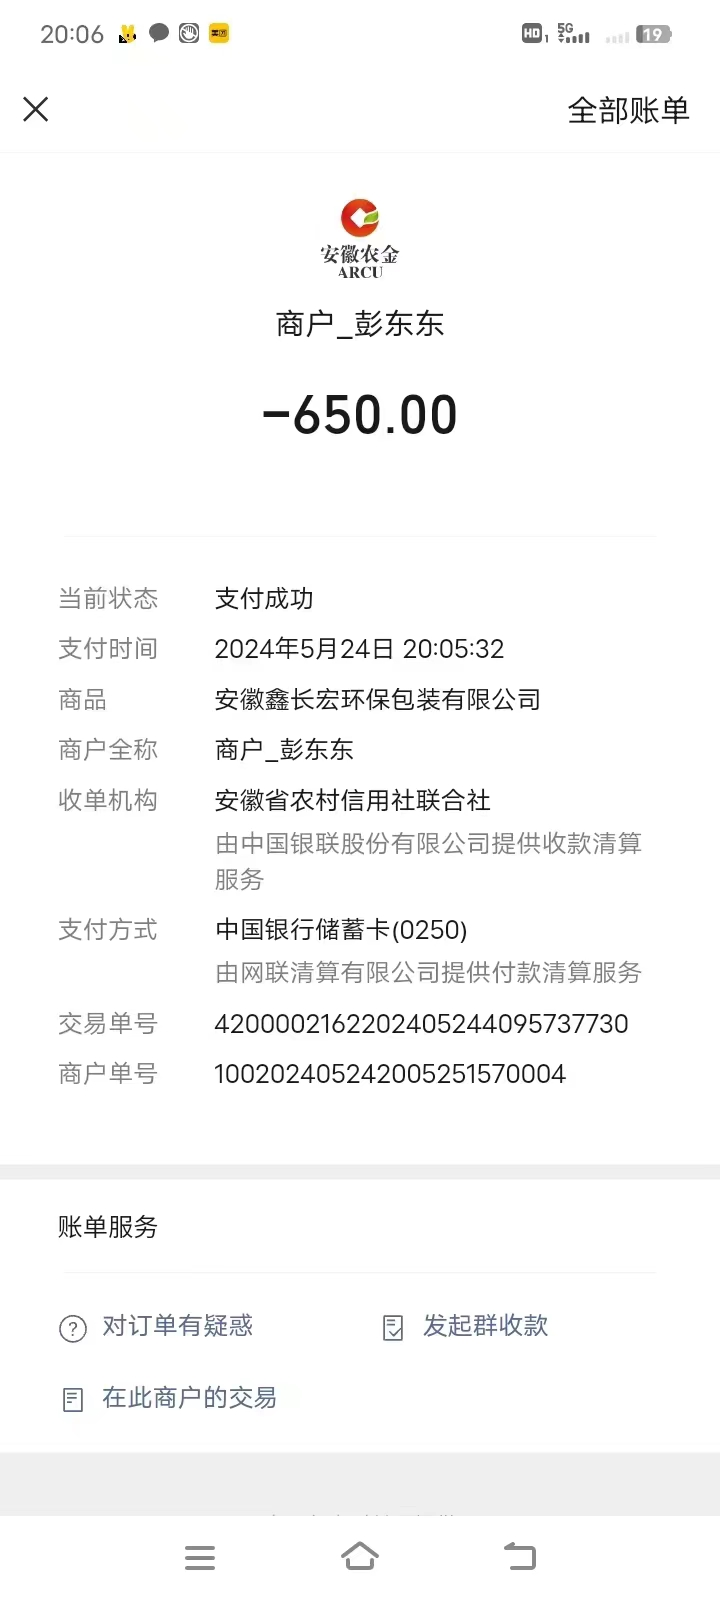 20:06
HD 1 5G 19
全部账单
安徽农金
ARCU
商户_彭东东
-650.00
当前状态 支付成功
支付时间 2024年5月24日 20:05:32
商品 安徽鑫长宏环保包装有限公司
商户全称 商户_彭东东
收单机构 安徽省农村信用社联合社
由中国银联股份有限公司提供收款清算
服务
支付方式 中国银行储蓄卡(0250)
由网联清算有限公司提供付款清算服务
交易单号 4200002162202405244095737730
商户单号 100202405242005251570004
账单服务
对订单有疑惑 发起群收款
在此商户的交易